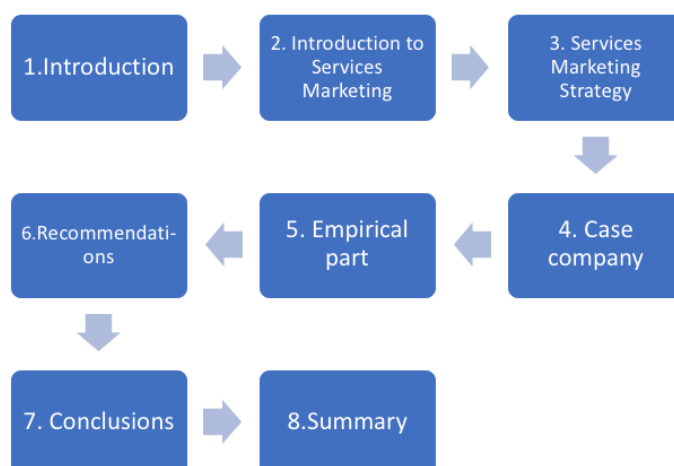 1.Introduction
2. Introduction to
Services
Marketing
3. Services
Marketing
Strategy
4. Case
company
5. Empirical
part
6.Recommendati-
ons
7. Conclusions
8.Summary